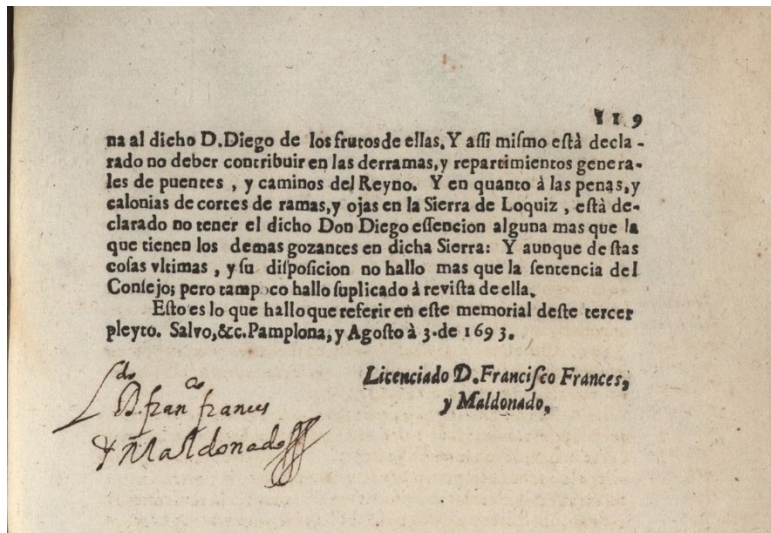 119
na al dicho D.Diego de los frutos de ellas. Y assi mismo està decla-
rado no deber contribuir en las derramas, y repartimientos genera-
les de puentes , y caminos del Reyno. Y en quanto à las penas, y
calonias de cortes de ramas, y ojas en la Sierra de Loquiz , està de-
clarado no tener el dicho Don Diego essencion alguna mas que la
que tienen los demas gozantes en dicha Sierra: Y aunque destas
cosas vltimas , y su disposicion no hallo mas que la sentencia del
Consejo; pero tampoco hallo suplicado à revista de ella.
Esto es lo que hallo que referir en este memorial deste tercer
pleyto. Salvo, &c. Pamplona, y Agosto à 3. de 1693.
Licenciado D. Francisco Frances,
y Maldonado,
Ldo D. franco frances
y Maldonado